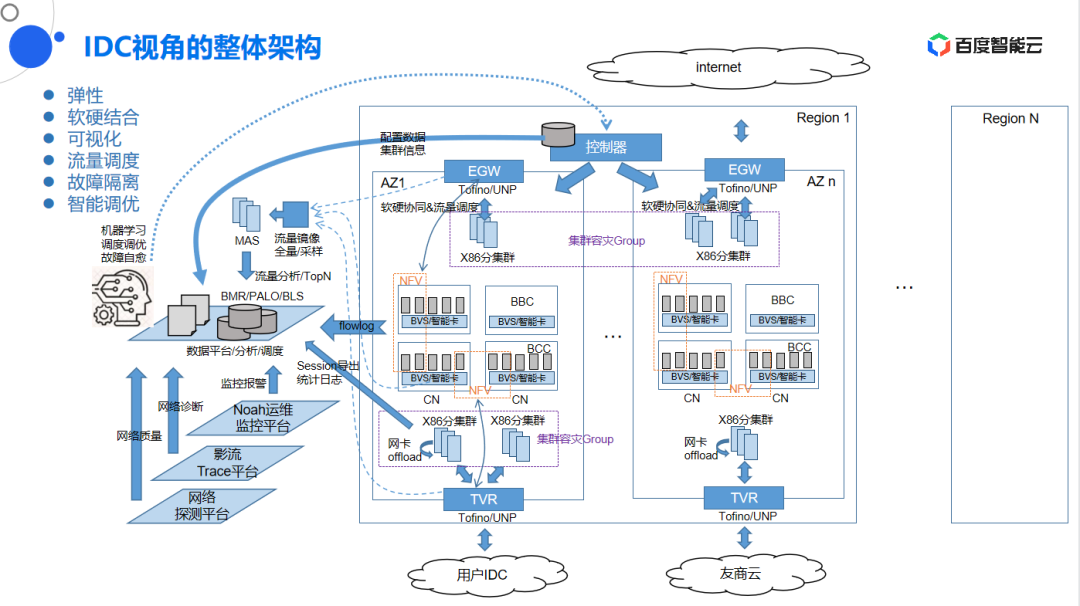 IDC视角的整体架构
百度智能云
弹性
软硬结合
可视化
流量调度
故障隔离
智能调优
internet
Region 1
Region N
配置数据
集群信息
控制器
EGW
Tofino/UNP
EGW
Tofino/UNP
AZ1
AZ n
软硬协同&流量调度
软硬协同&流量调度
X86分集群
集群容灾Group
X86分集群
机器学习
调度调优
故障自愈
MAS
流量镜像
全量/采样
流量分析/TopN
BMR/PALO/BLS
数据平台/分析/调度
flowlog
Session导出
统计日志
监控报警
网络诊断
网络质量
Noah运维
监控平台
影流
Trace平台
网络
探测平台
NFV
BVS/智能卡
BBC
BVS/智能卡
BVS/智能卡
BCC
BVS/智能卡
NFV
CN
CN
...
NFV
BVS/智能卡
BBC
BVS/智能卡
BVS/智能卡
BCC
BVS/智能卡
NFV
CN
CN
...
X86分集群
X86分集群
网卡
offload
集群容灾Group
X86分集群
网卡
offload
TVR
Tofino/UNP
TVR
Tofino/UNP
用户IDC
友商云